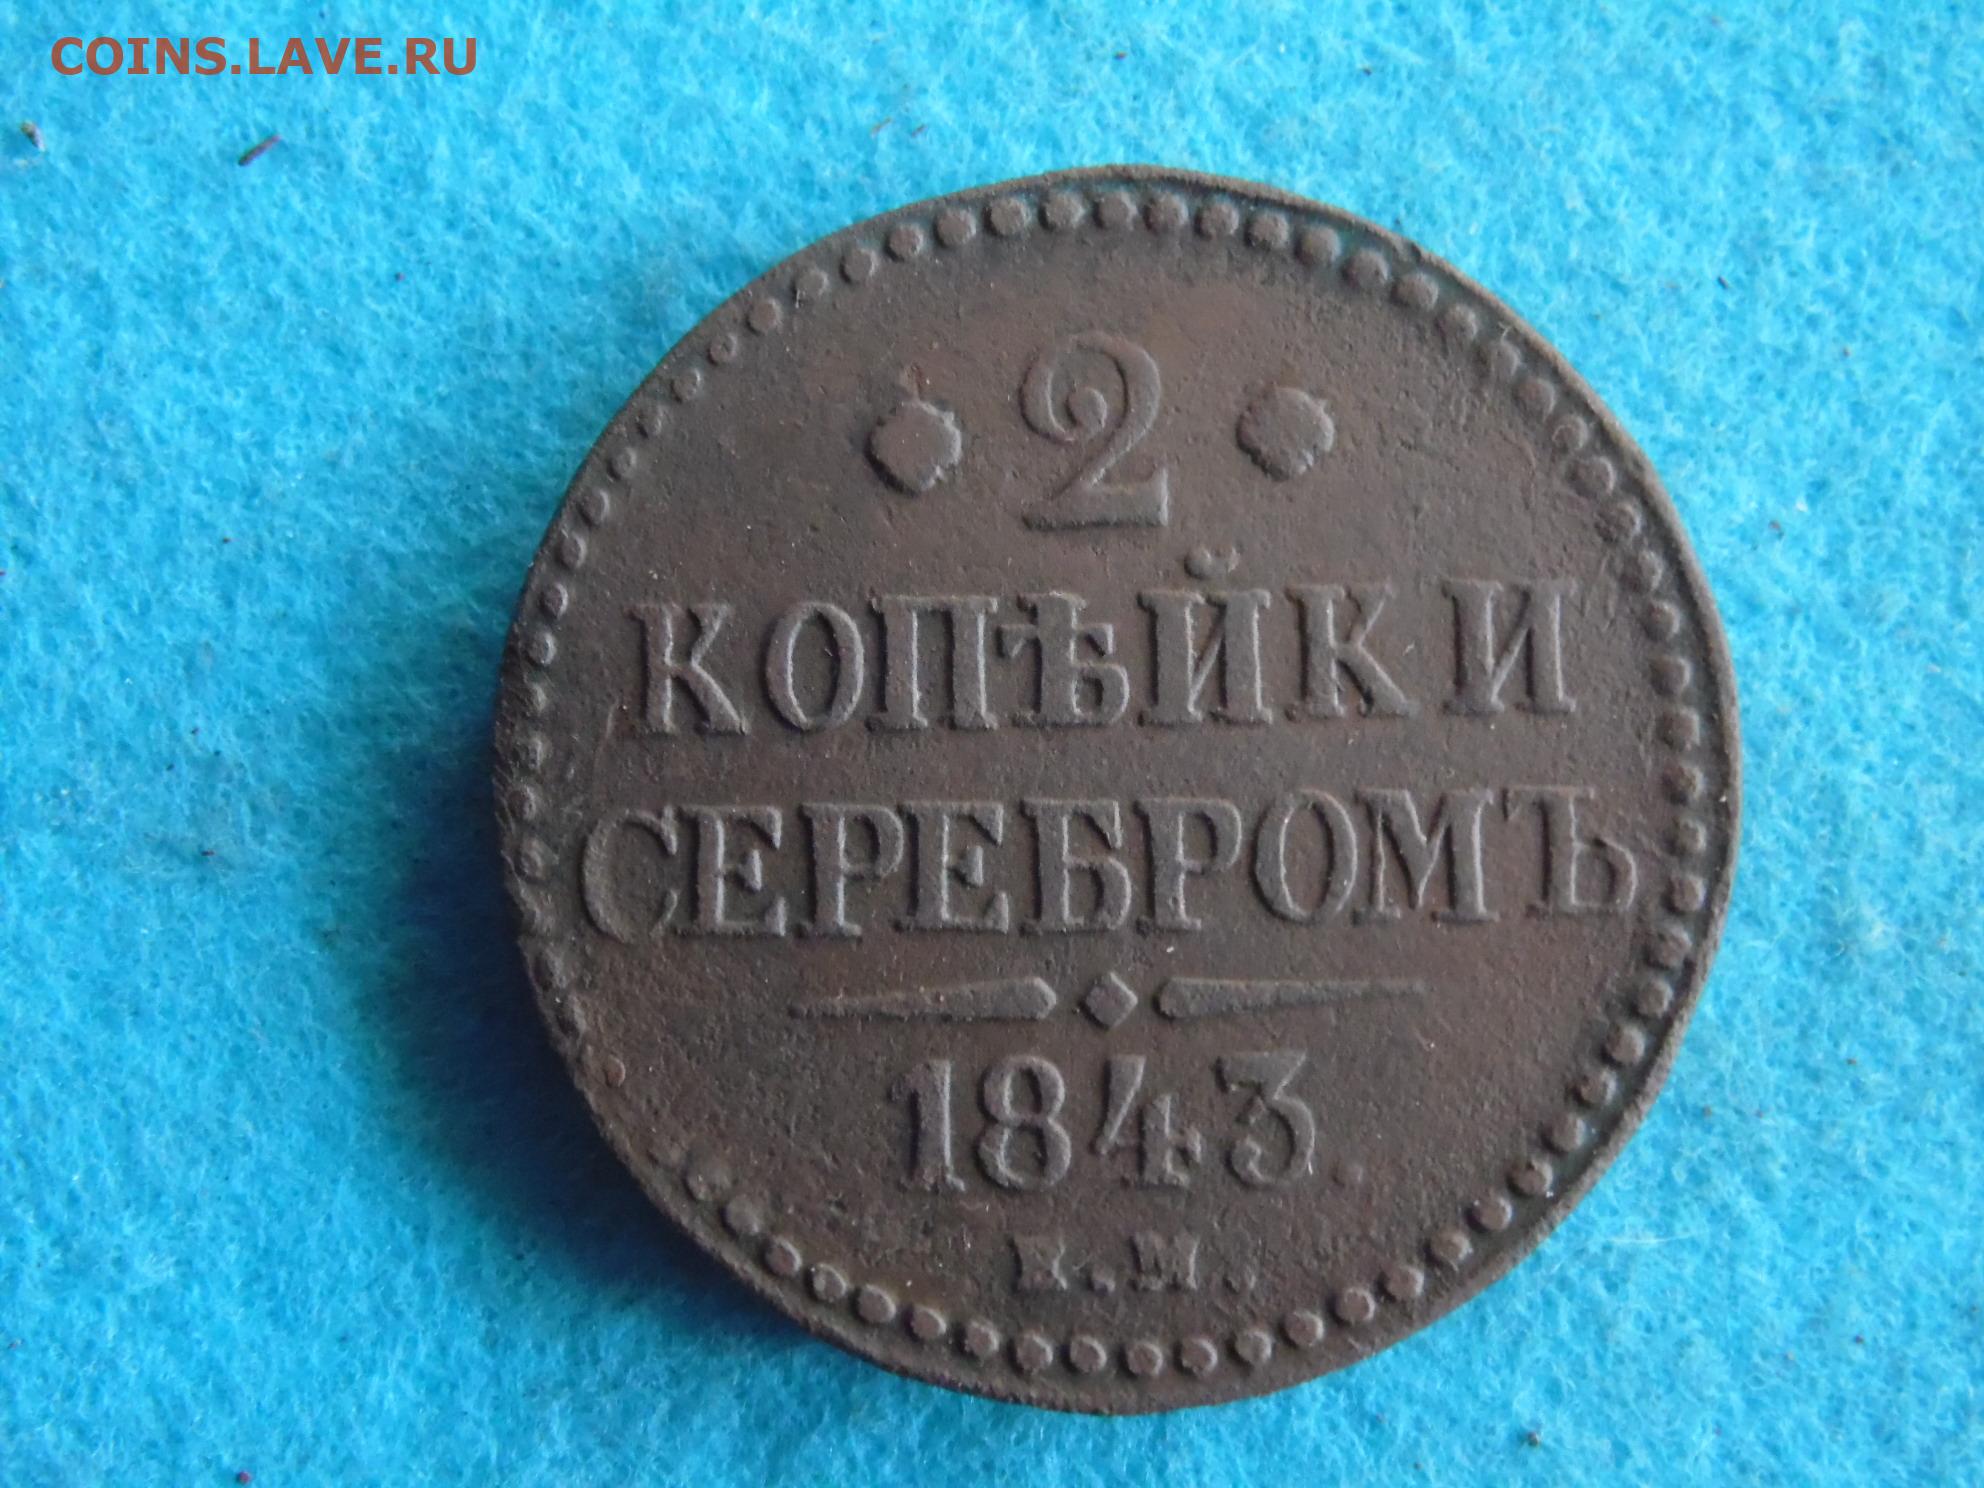 COINS.LAVE.RU
2
КОПѢЙКИ
СЕРЕБРОМЪ
1843.
Е.М.